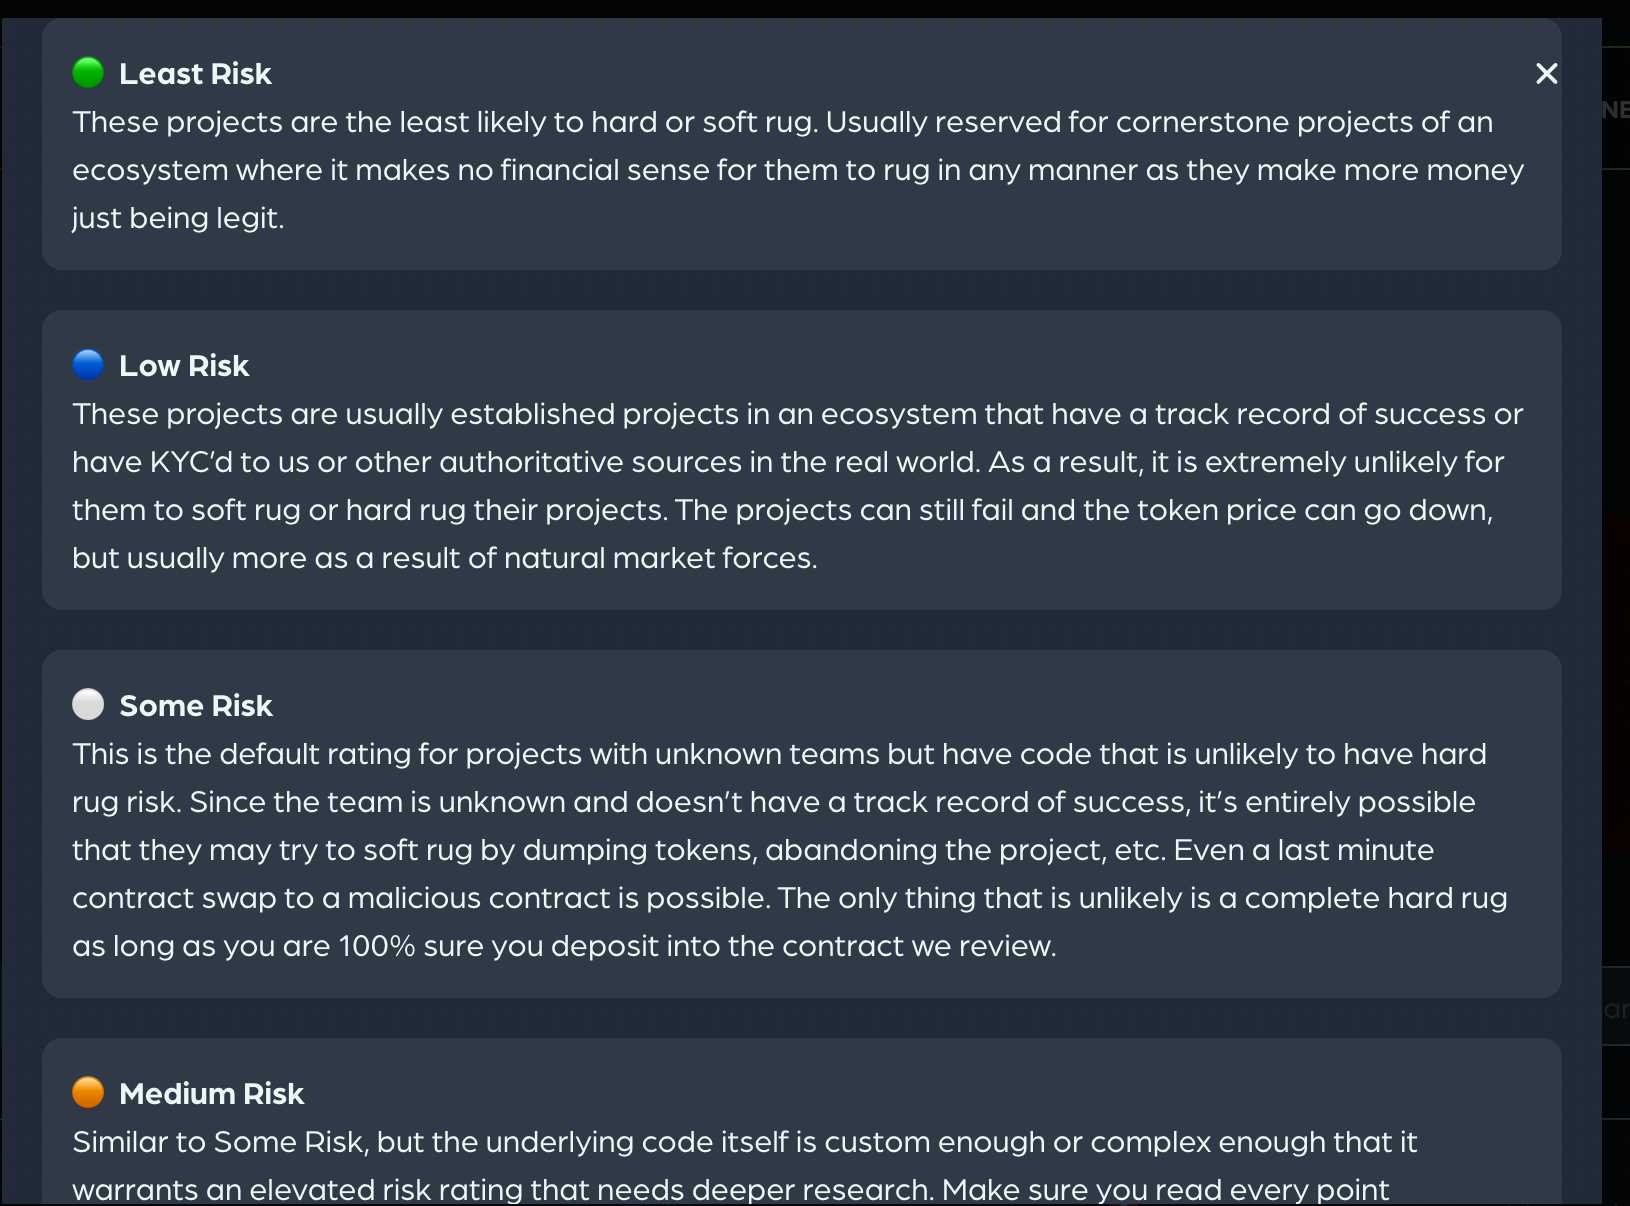 Least Risk
These projects are the least likely to hard or soft rug. Usually reserved for cornerstone projects of an
ecosystem where it makes no financial sense for them to rug in any manner as they make more money
just being legit.
Low Risk
These projects are usually established projects in an ecosystem that have a track record of success or
have KYC’d to us or other authoritative sources in the real world. As a result, it is extremely unlikely for
them to soft rug or hard rug their projects. The projects can still fail and the token price can go down,
but usually more as a result of natural market forces.
Some Risk
This is the default rating for projects with unknown teams but have code that is unlikely to have hard
rug risk. Since the team is unknown and doesn’t have a track record of success, it’s entirely possible
that they may try to soft rug by dumping tokens, abandoning the project, etc. Even a last minute
contract swap to a malicious contract is possible. The only thing that is unlikely is a complete hard rug
as long as you are 100% sure you deposit into the contract we review.
Medium Risk
Similar to Some Risk, but the underlying code itself is custom enough or complex enough that it
warrants an elevated risk rating that needs deeper research. Make sure you read every point